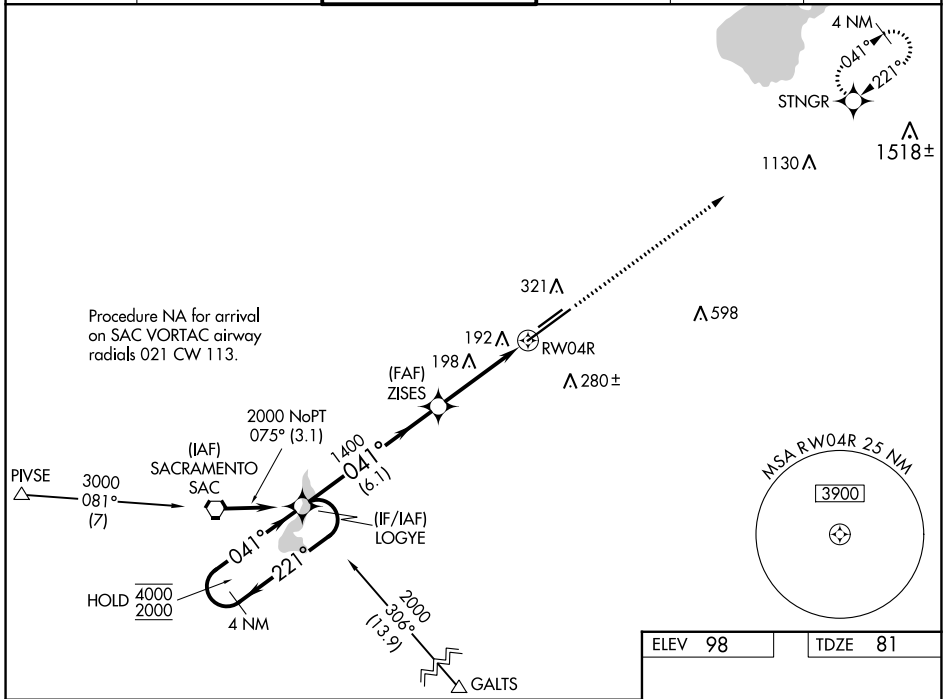 4 NM
041°
221°
STNGR
1518±
1130
321
598
Procedure NA for arrival
on SAC VORTAC airway
radials 021 CW 113.
192
RW04R
198
(FAF)
ZISES
280±
2000 NoPT
075° (3.1)
1400
041°
(6.1)
(IAF)
SACRAMENTO
SAC
PIVSE
3000
081°
(7)
MSA RW04R 25 NM
3900
(IF/IAF)
LOGYE
041°
221°
HOLD 4000
2000
4 NM
2000
306°
(13.9)
GALTS
ELEV 98
TDZE 81